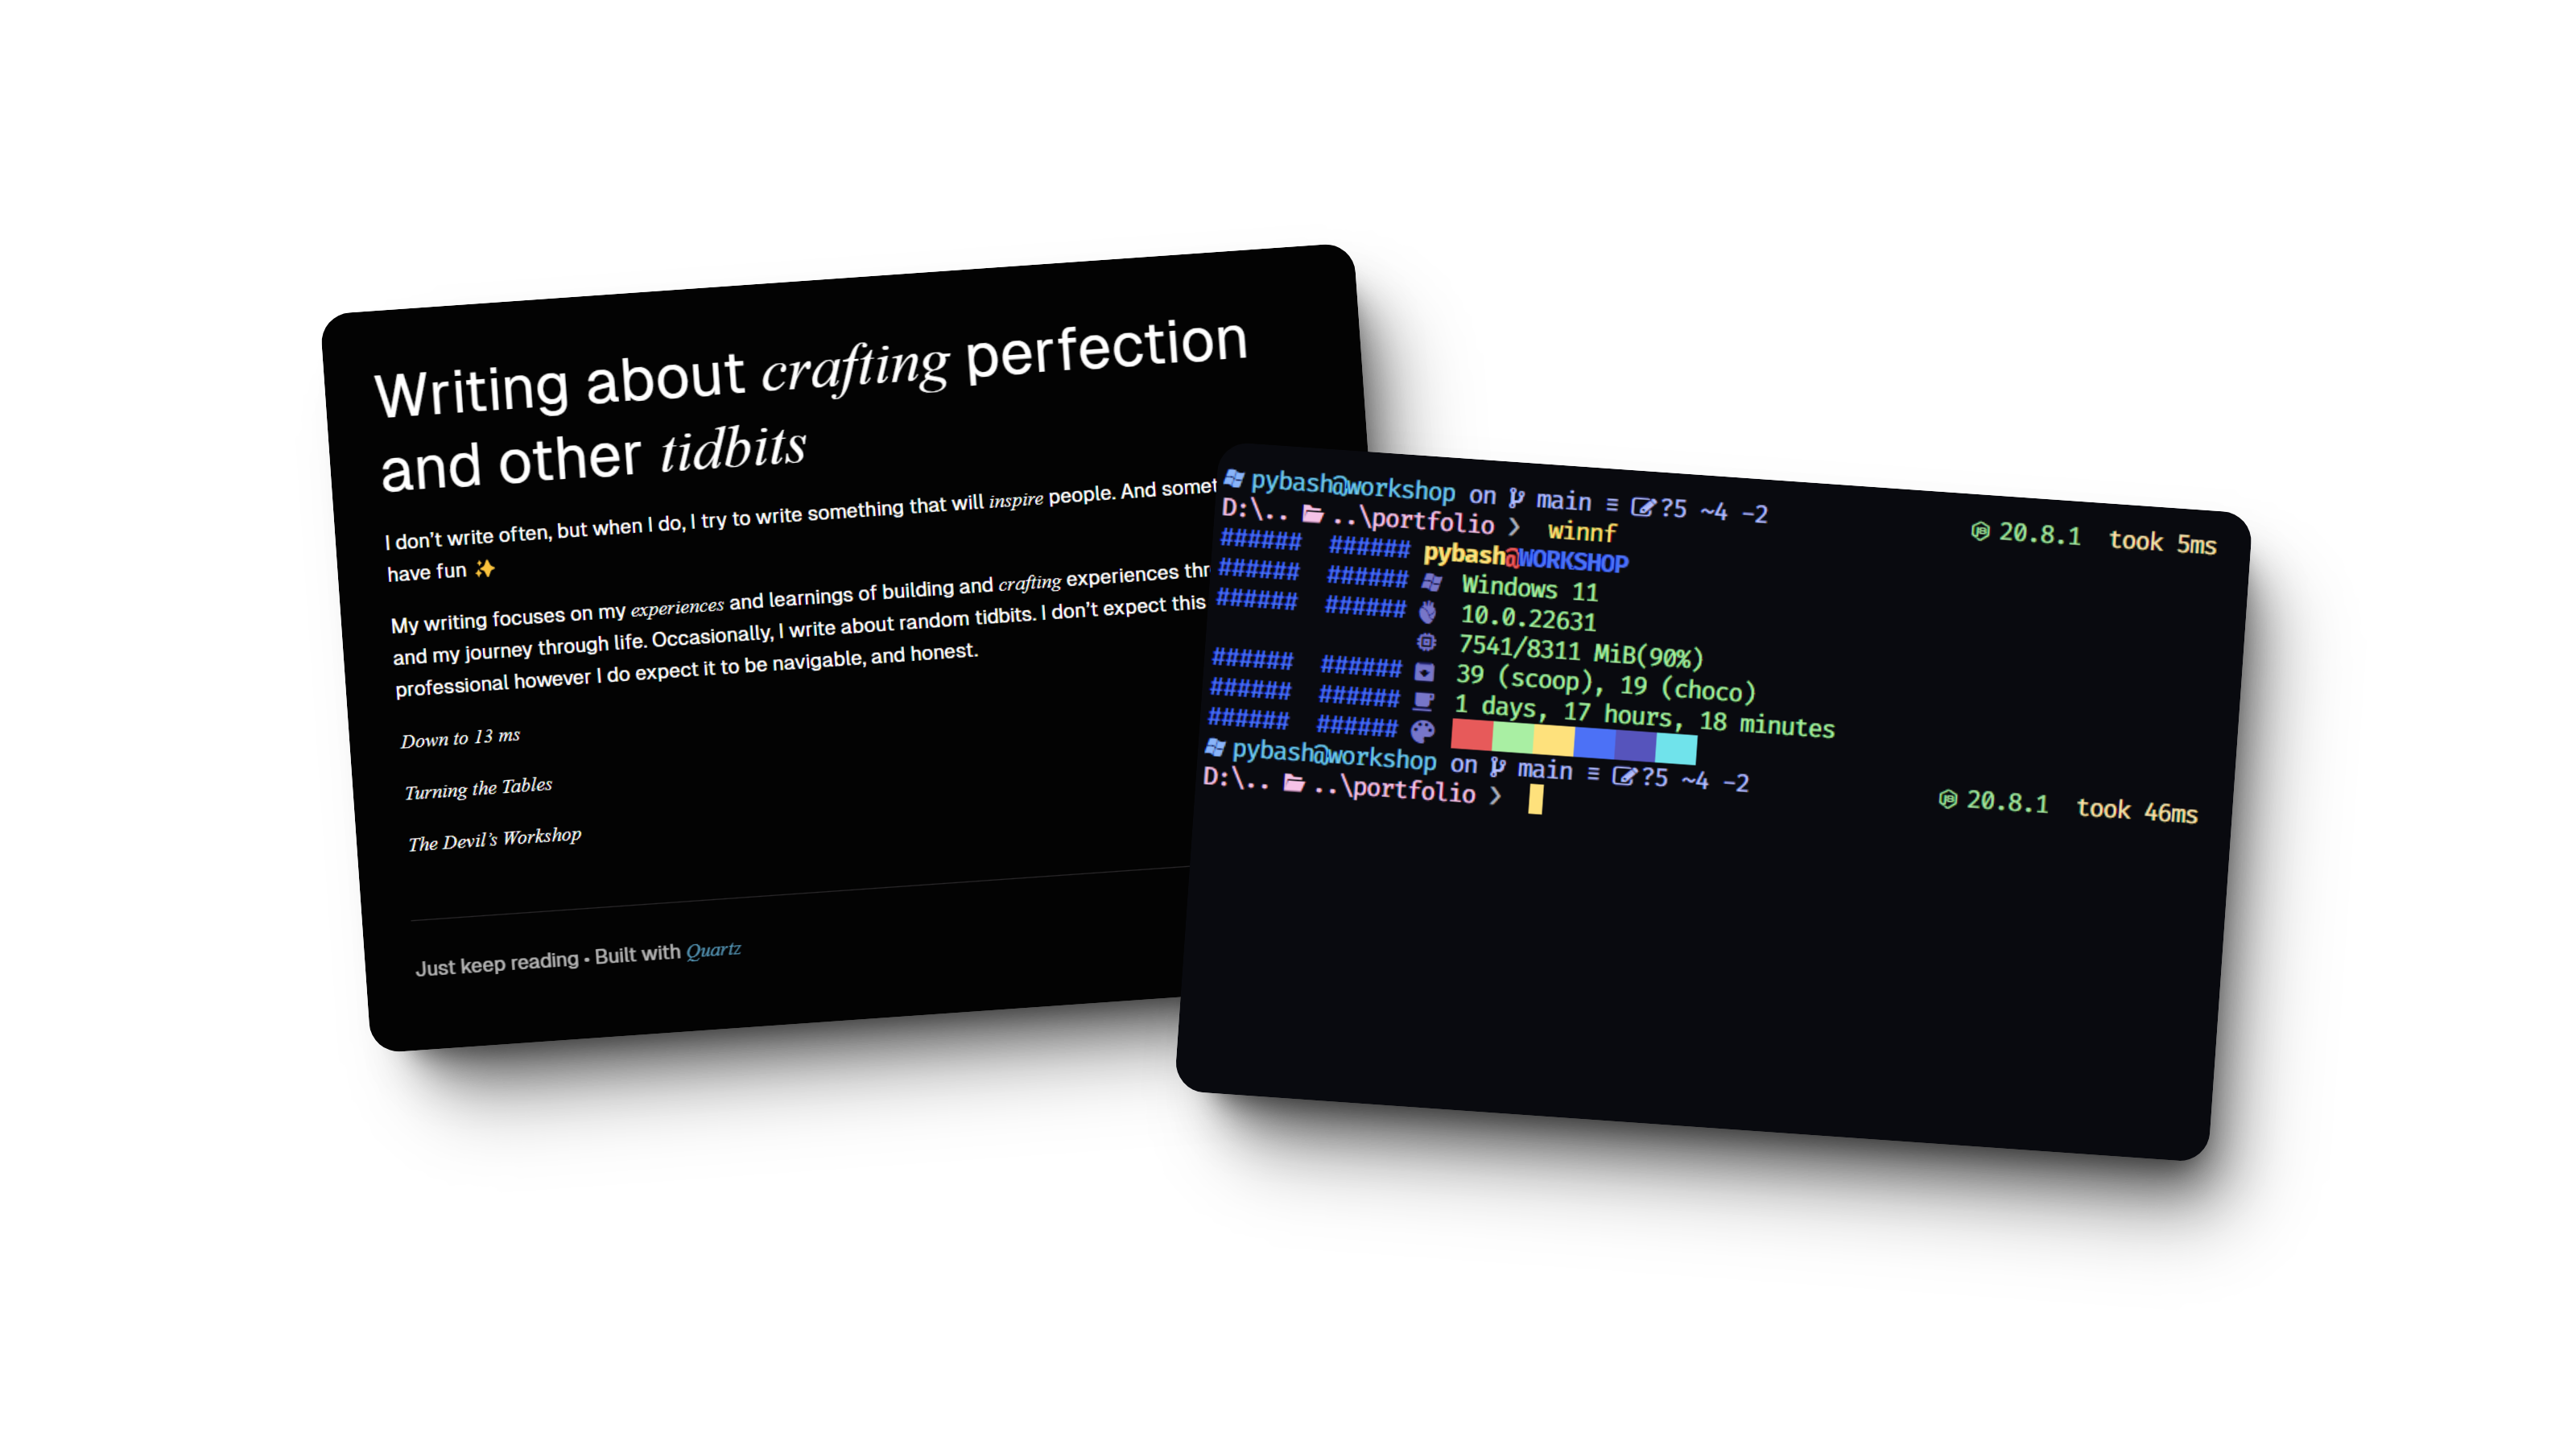 Writing about crafting perfection
and other tidbits
I don't write often, but when I do, I try to write something that will inspire people. And
have fun ✨
My writing focuses on my experiences and learnings of building and crafting experiences
and my journey through life. Occasionally, I write about random tidbits. I don't expect this
professional however I do expect it to be navigable, and honest.
Down to 13 ms
Turning the Tables
The Devil's Workshop
Just keep reading • Built with Quartz
pybash@workshop on main ≡ ?5 ~4 -2
20.8.1 took 5ms
D:\.. ..\portfolio ❯ winnf
###### ###### pybash@WORKSHOP
###### ###### Windows 11
###### ###### 10.0.22631
7541/8311 MiB(90%)
###### ###### 39 (scoop), 19 (choco)
###### ###### 1 days, 17 hours, 18 minutes
###### ######
pybash@workshop on main ≡ ?5 ~4 -2
20.8.1 took 46ms
D:\.. ..\portfolio ❯